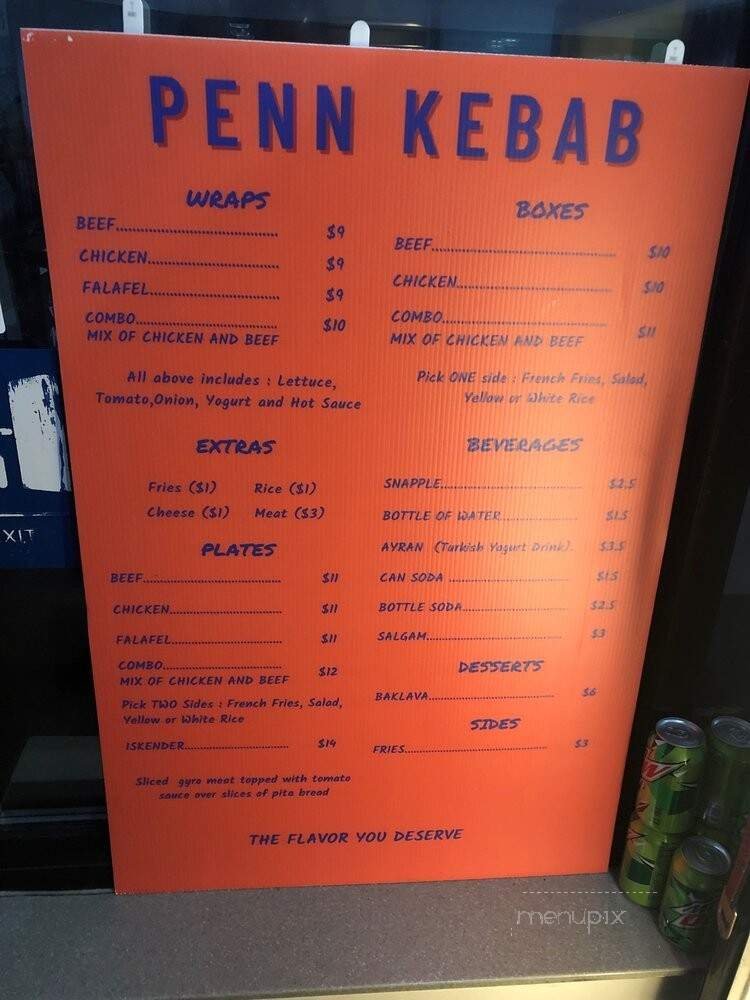 PENN KEBAB
WRAPS
BEEF................................ $9
CHICKEN................................ $9
FALAFEL................................ $9
COMBO................................ $10
MIX OF CHICKEN AND BEEF
All above includes : Lettuce,
Tomato,Onion, Yogurt and Hot Sauce
EXTRAS
Fries ($1) Rice ($1)
Cheese ($1) Meat ($3)
PLATES
BEEF................................ $11
CHICKEN................................ $11
FALAFEL................................ $11
COMBO................................ $12
MIX OF CHICKEN AND BEEF
Pick TWO Sides : French Fries, Salad,
Yellow or White Rice
ISKENDER................................ $14
Sliced gyro meat topped with tomato
sauce over slices of pita bread
BOXES
BEEF................................ $10
CHICKEN................................ $10
COMBO................................ $11
MIX OF CHICKEN AND BEEF
Pick ONE side : French Fries, Salad,
Yellow or White Rice
BEVERAGES
SNAPPLE................................ $2.5
BOTTLE OF WATER................................ $1.5
AYRAN (Turkish Yogurt Drink). $3.5
CAN SODA ................................ $1.5
BOTTLE SODA................................ $2.5
SALGAM................................ $3
DESSERTS
BAKLAVA................................ $6
SIDES
FRIES................................ $3
THE FLAVOR YOU DESERVE
XIT
menupix